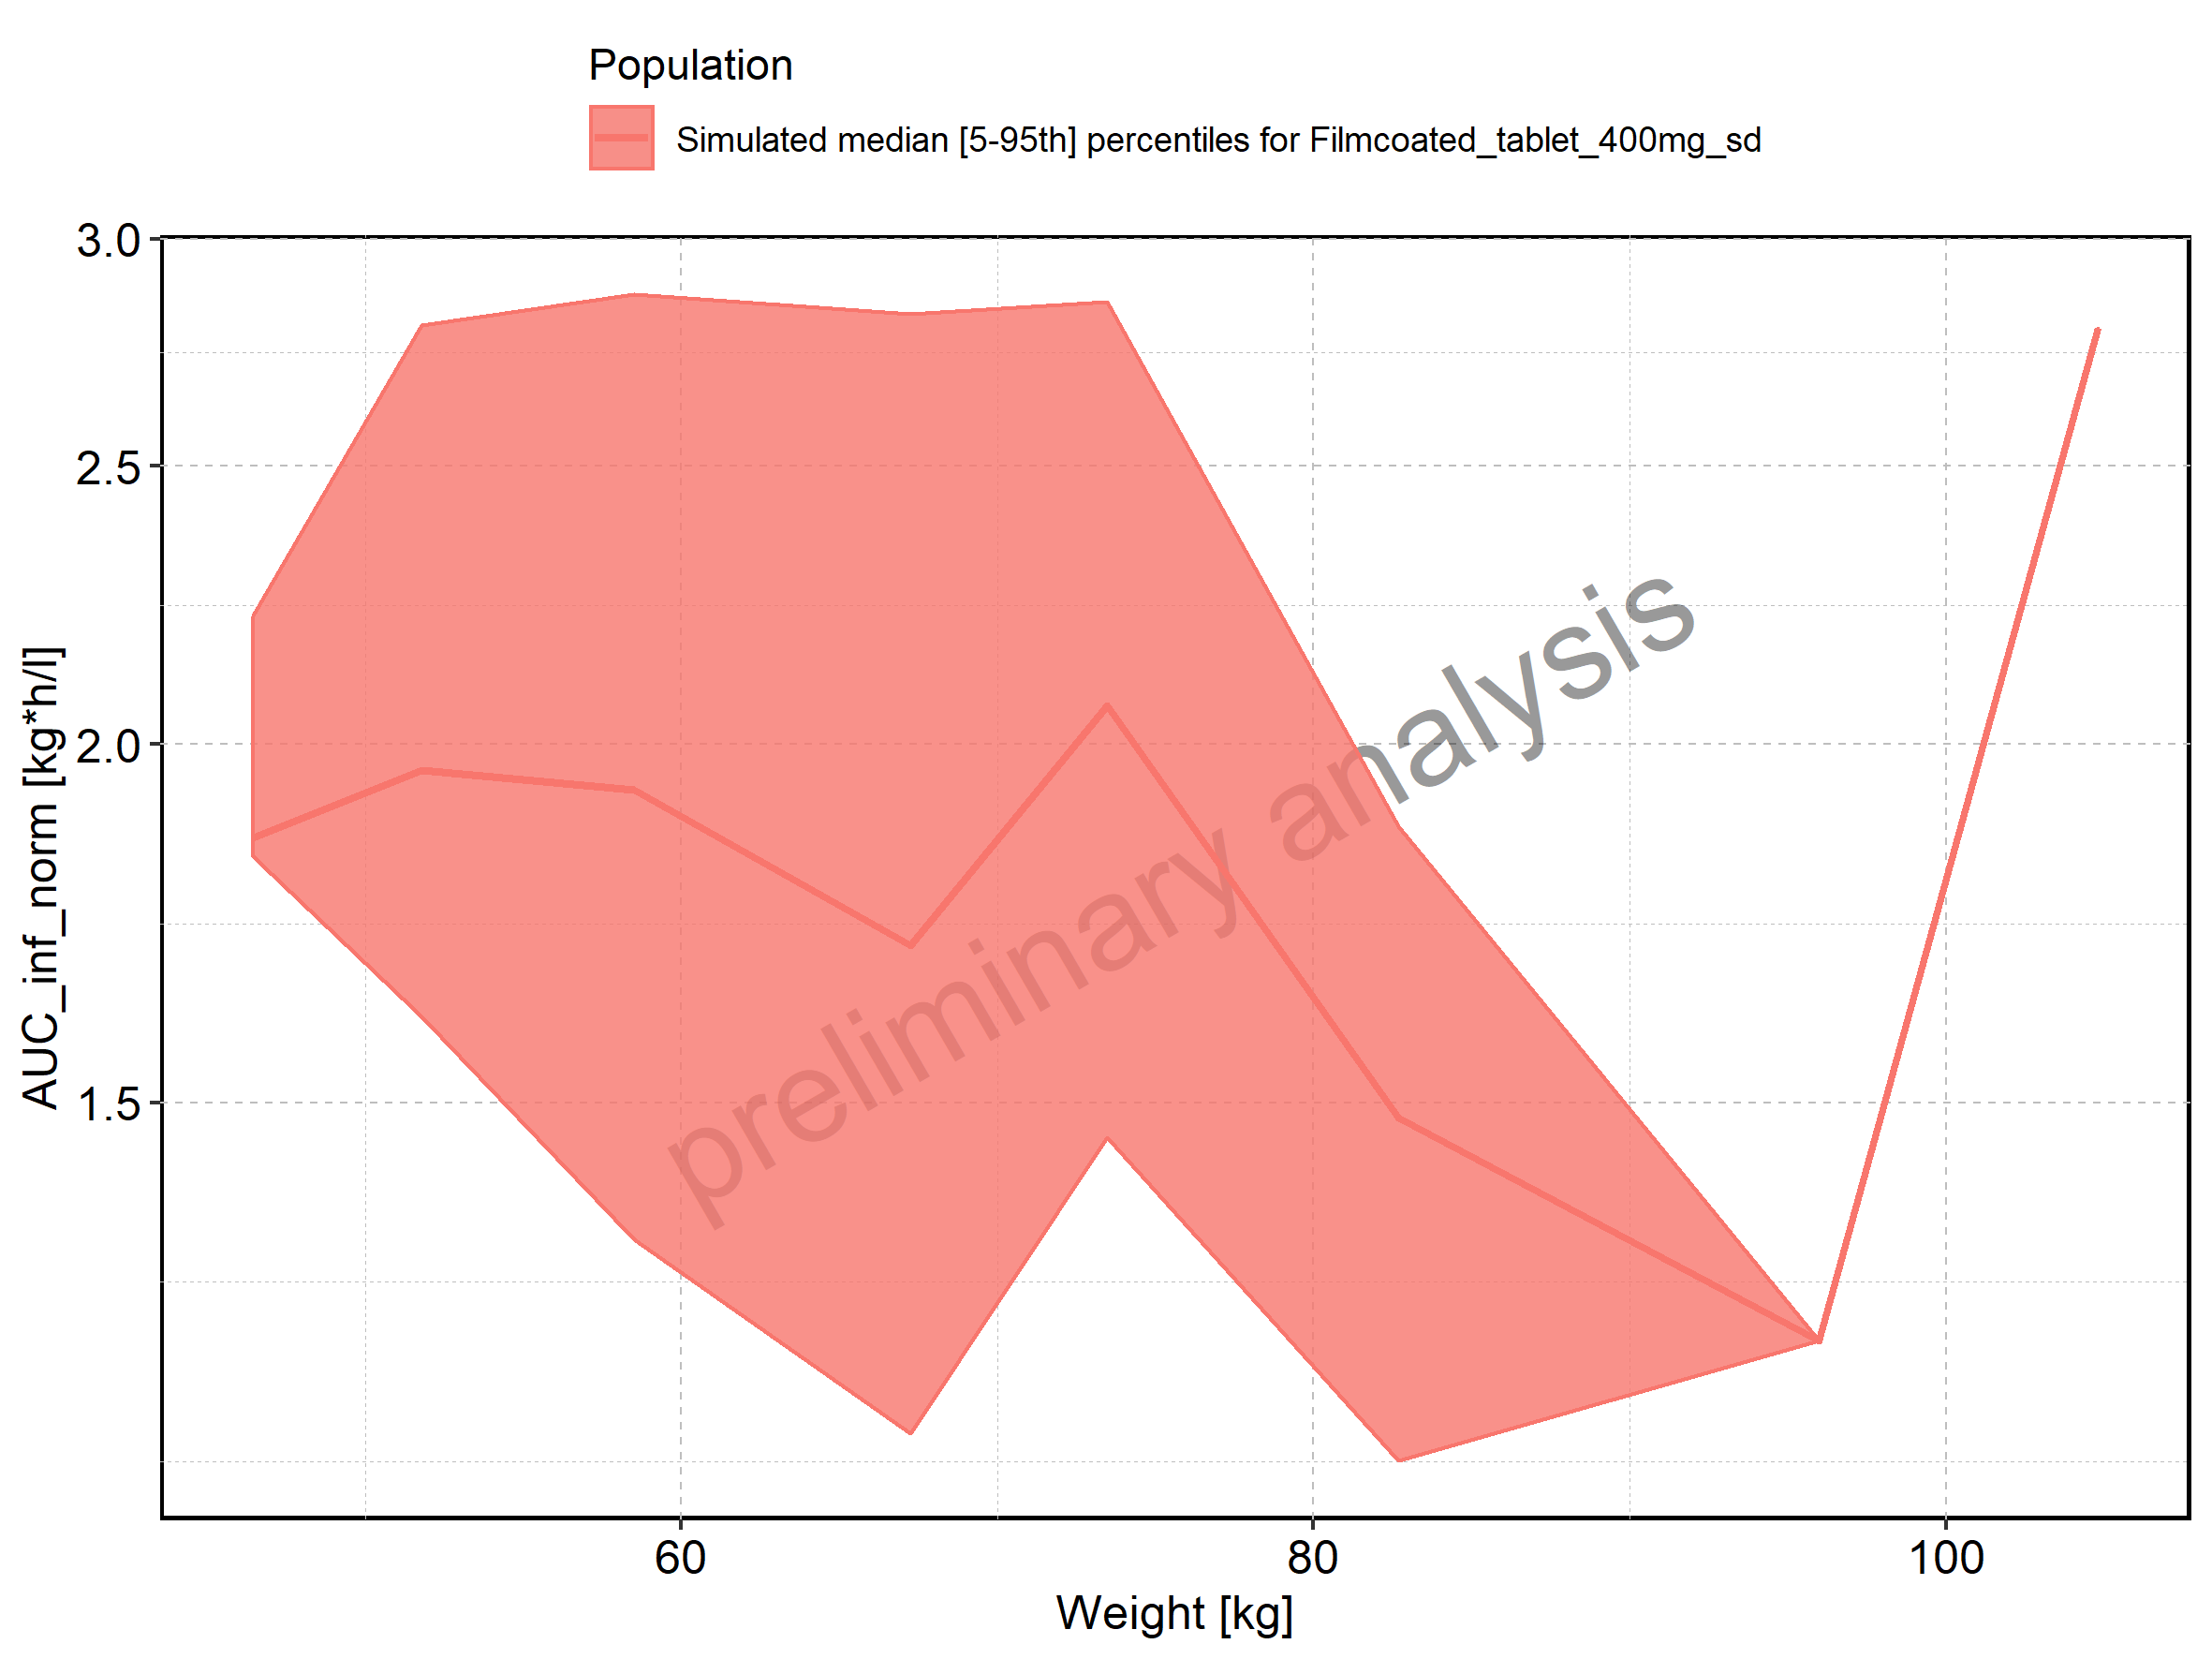 Population
Simulated median [5-95th] percentiles for Filmcoated_tablet_400mg_sd
3.0
2.5
2.0
1.5
AUC_inf_norm [kg*h/l]
preliminary analysis
60
80
100
Weight [kg]